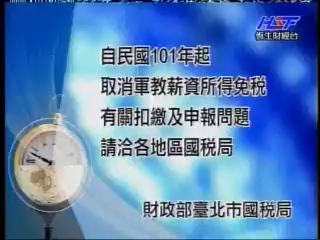 HSF
恆生財經台
自民國101年起
取消軍教薪資所得免稅
有關扣繳及申報問題
請洽各地區國稅局
財政部臺北市國稅局